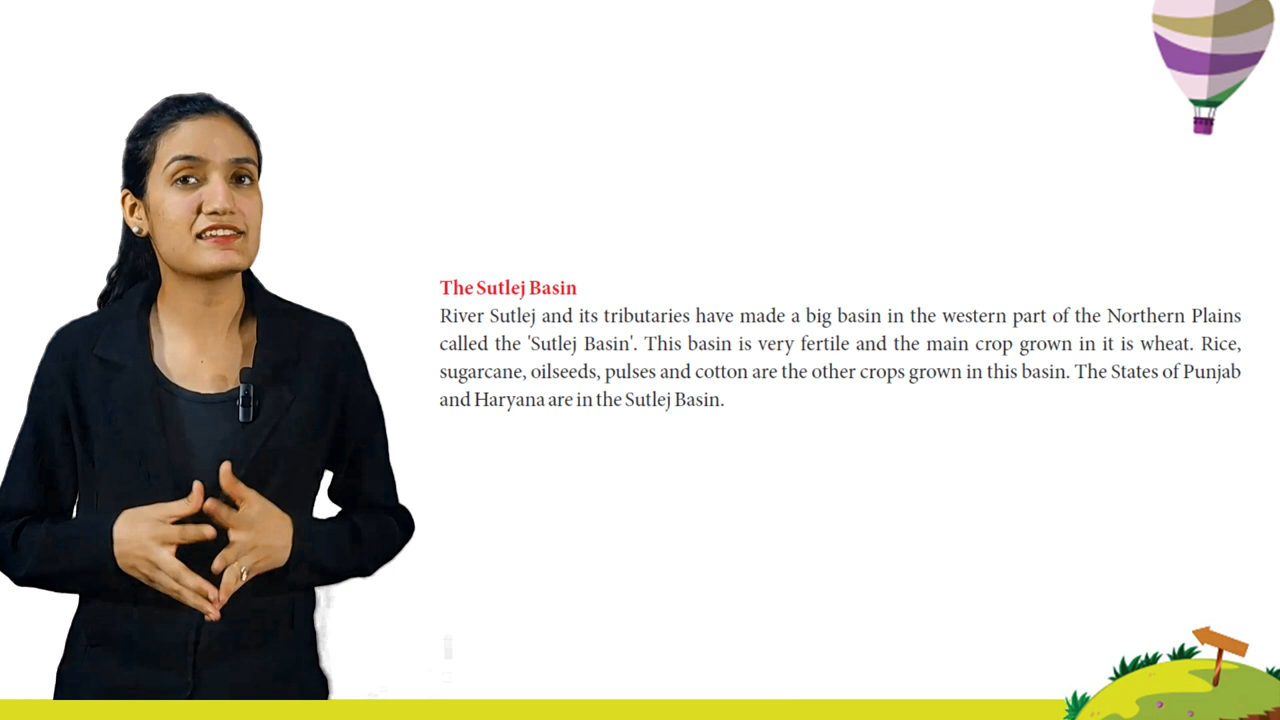 The Sutlej Basin
River Sutlej and its tributaries have made a big basin in the western part of the Northern Plains
called the 'Sutlej Basin'. This basin is very fertile and the main crop grown in it is wheat. Rice,
sugarcane, oilseeds, pulses and cotton are the other crops grown in this basin. The States of Punjab
and Haryana are in the Sutlej Basin.